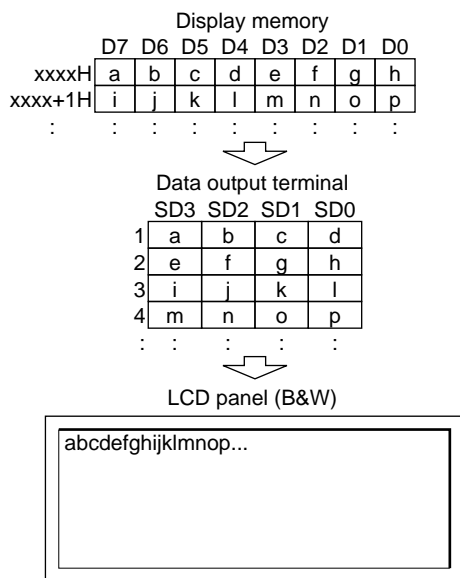 Display memory
D7 D6 D5 D4 D3 D2 D1 D0
xxxxH a b c d e f g h
xxxx+1H i j k l m n o p
: : : : : : : : :
Data output terminal
SD3 SD2 SD1 SD0
1 a b c d
2 e f g h
3 i j k l
4 m n o p
: : : : :
LCD panel (B&W)
abcdefghijklmnop...